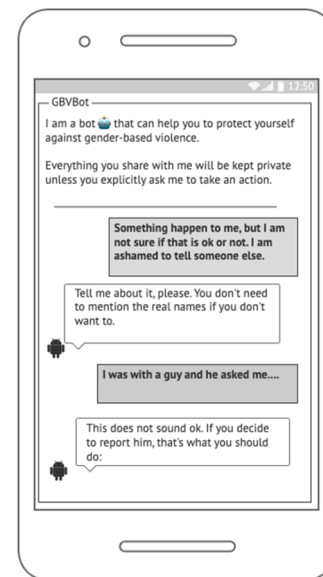 12:50
GBVBot
I am a bot 🤖 that can help you to protect yourself
against gender-based violence.
Everything you share with me will be kept private
unless you explicitly ask me to take an action.
Something happen to me, but I am
not sure if that is ok or not. I am
ashamed to tell someone else.
Tell me about it, please. You don't need
to mention the real names if you don't
want to.
I was with a guy and he asked me....
This does not sound ok. If you decide
to report him, that's what you should
do: